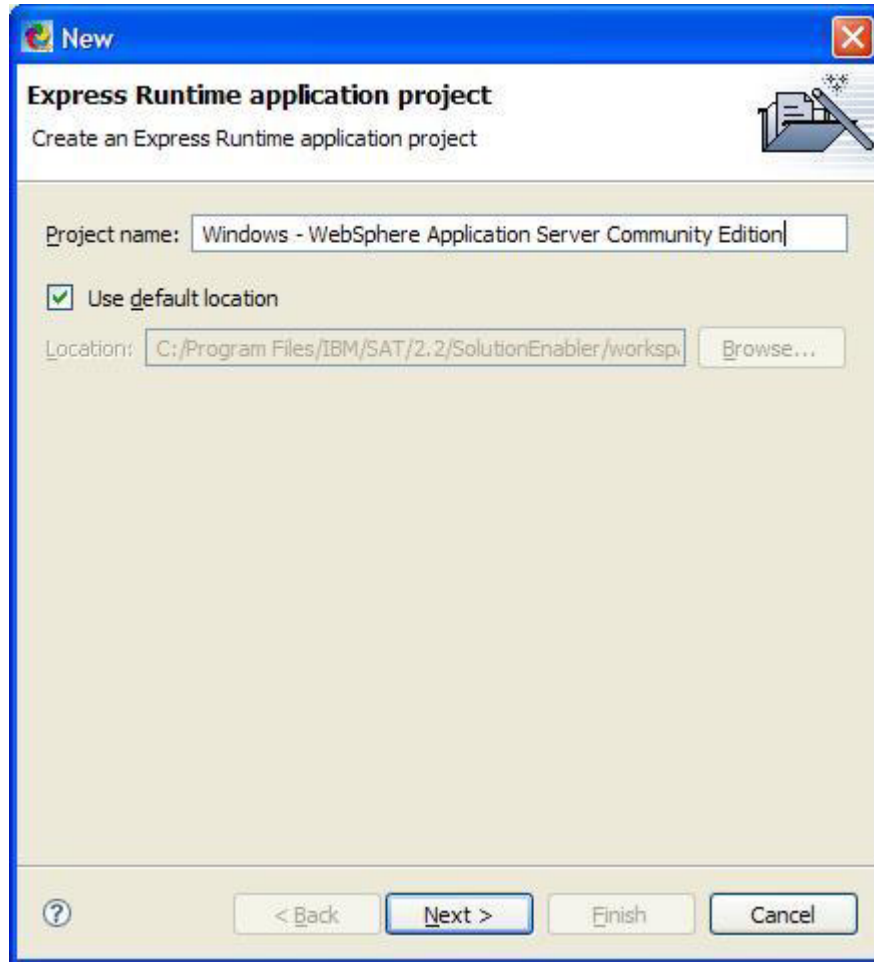 New
Express Runtime application project
Create an Express Runtime application project
Project name: Windows - WebSphere Application Server Community Edition
Use default location
Location: C:/Program Files/IBM/SAT/2.2/SolutionEnabler/worksp Browse...
? < Back Next > Finish Cancel